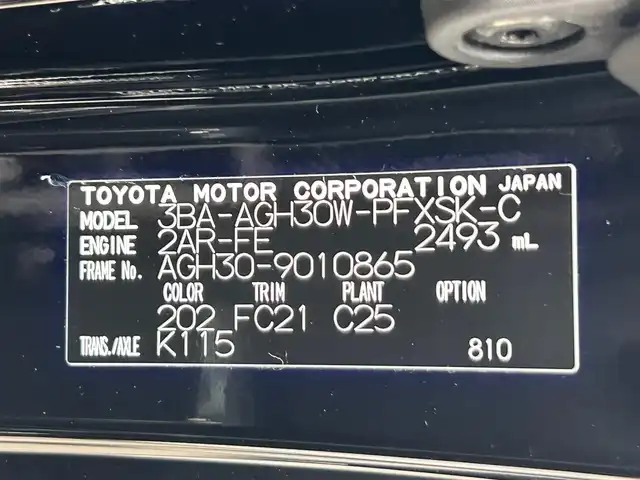 TOYOTA MOTOR CORPORATION JAPAN
MODEL 3BA-AGH30W-PFXSK-C
ENGINE 2AR-FE 2493 mL
FRAME No. AGH30-9010865
COLOR TRIM PLANT OPTION
202 FC21 C25
TRANS./AXLE K115 810